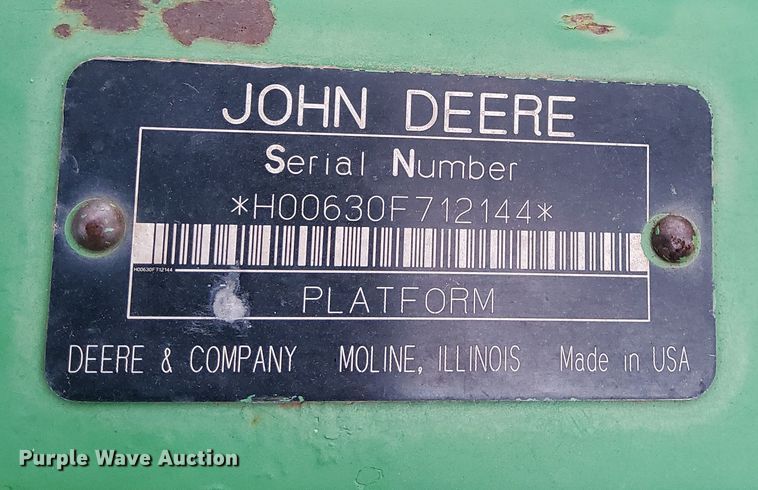 JOHN DEERE
Serial Number
*H00630F712144*
H00630F712144
PLATFORM
DEERE & COMPANY MOLINE, ILLINOIS Made in USA
Purple Wave Auction